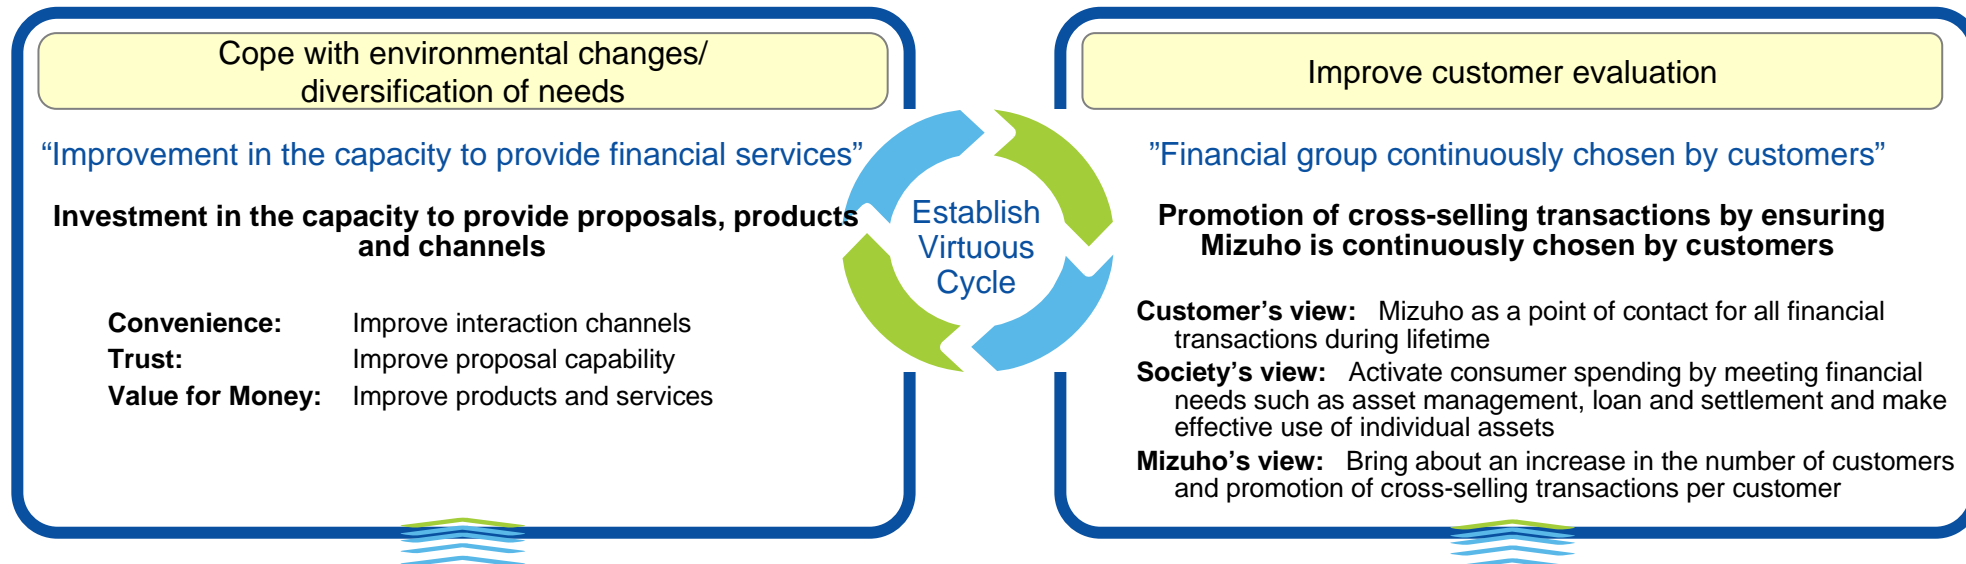 Cope with environmental changes/
diversification of needs
“Improvement in the capacity to provide financial services”
Investment in the capacity to provide proposals, products
and channels
Convenience: Improve interaction channels
Trust: Improve proposal capability
Value for Money: Improve products and services
Establish
Virtuous
Cycle
Improve customer evaluation
”Financial group continuously chosen by customers”
Promotion of cross-selling transactions by ensuring
Mizuho is continuously chosen by customers
Customer’s view: Mizuho as a point of contact for all financial
transactions during lifetime
Society’s view: Activate consumer spending by meeting financial
needs such as asset management, loan and settlement and make
effective use of individual assets
Mizuho’s view: Bring about an increase in the number of customers
and promotion of cross-selling transactions per customer